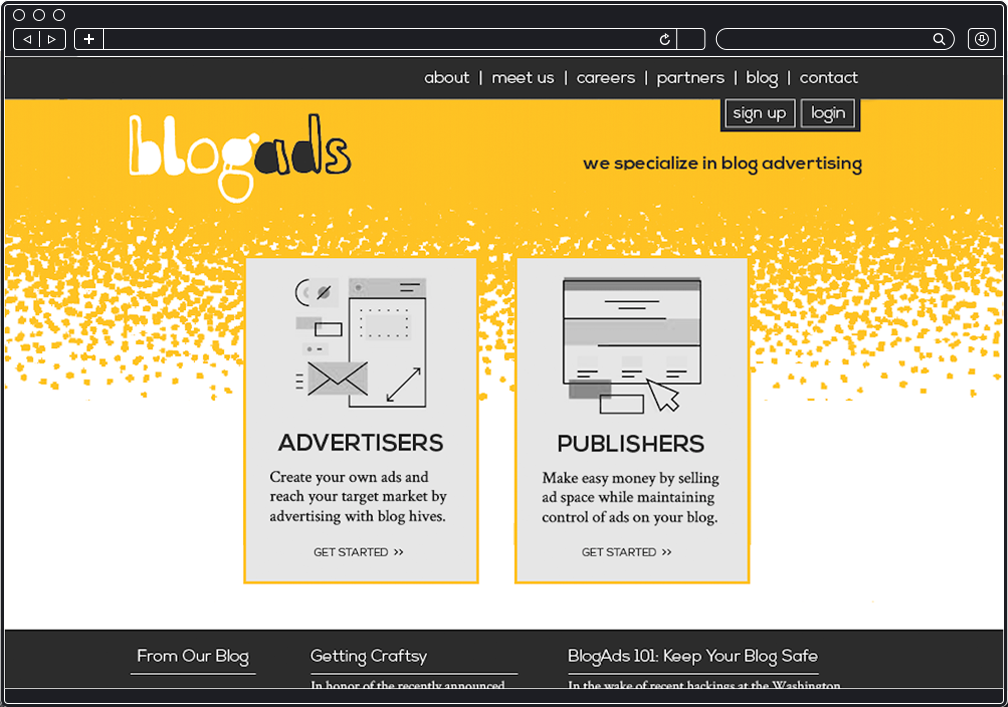 about | meet us | careers | partners | blog | contact
sign up login
blogads
we specialize in blog advertising
ADVERTISERS
Create your own ads and
reach your target market by
advertising with blog hives.
GET STARTED >>
PUBLISHERS
Make easy money by selling
ad space while maintaining
control of ads on your blog.
GET STARTED >>
From Our Blog
Getting Craftsy
In honor of the recently announced
BlogAds 101: Keep Your Blog Safe
In the wake of recent hackings at the Washington